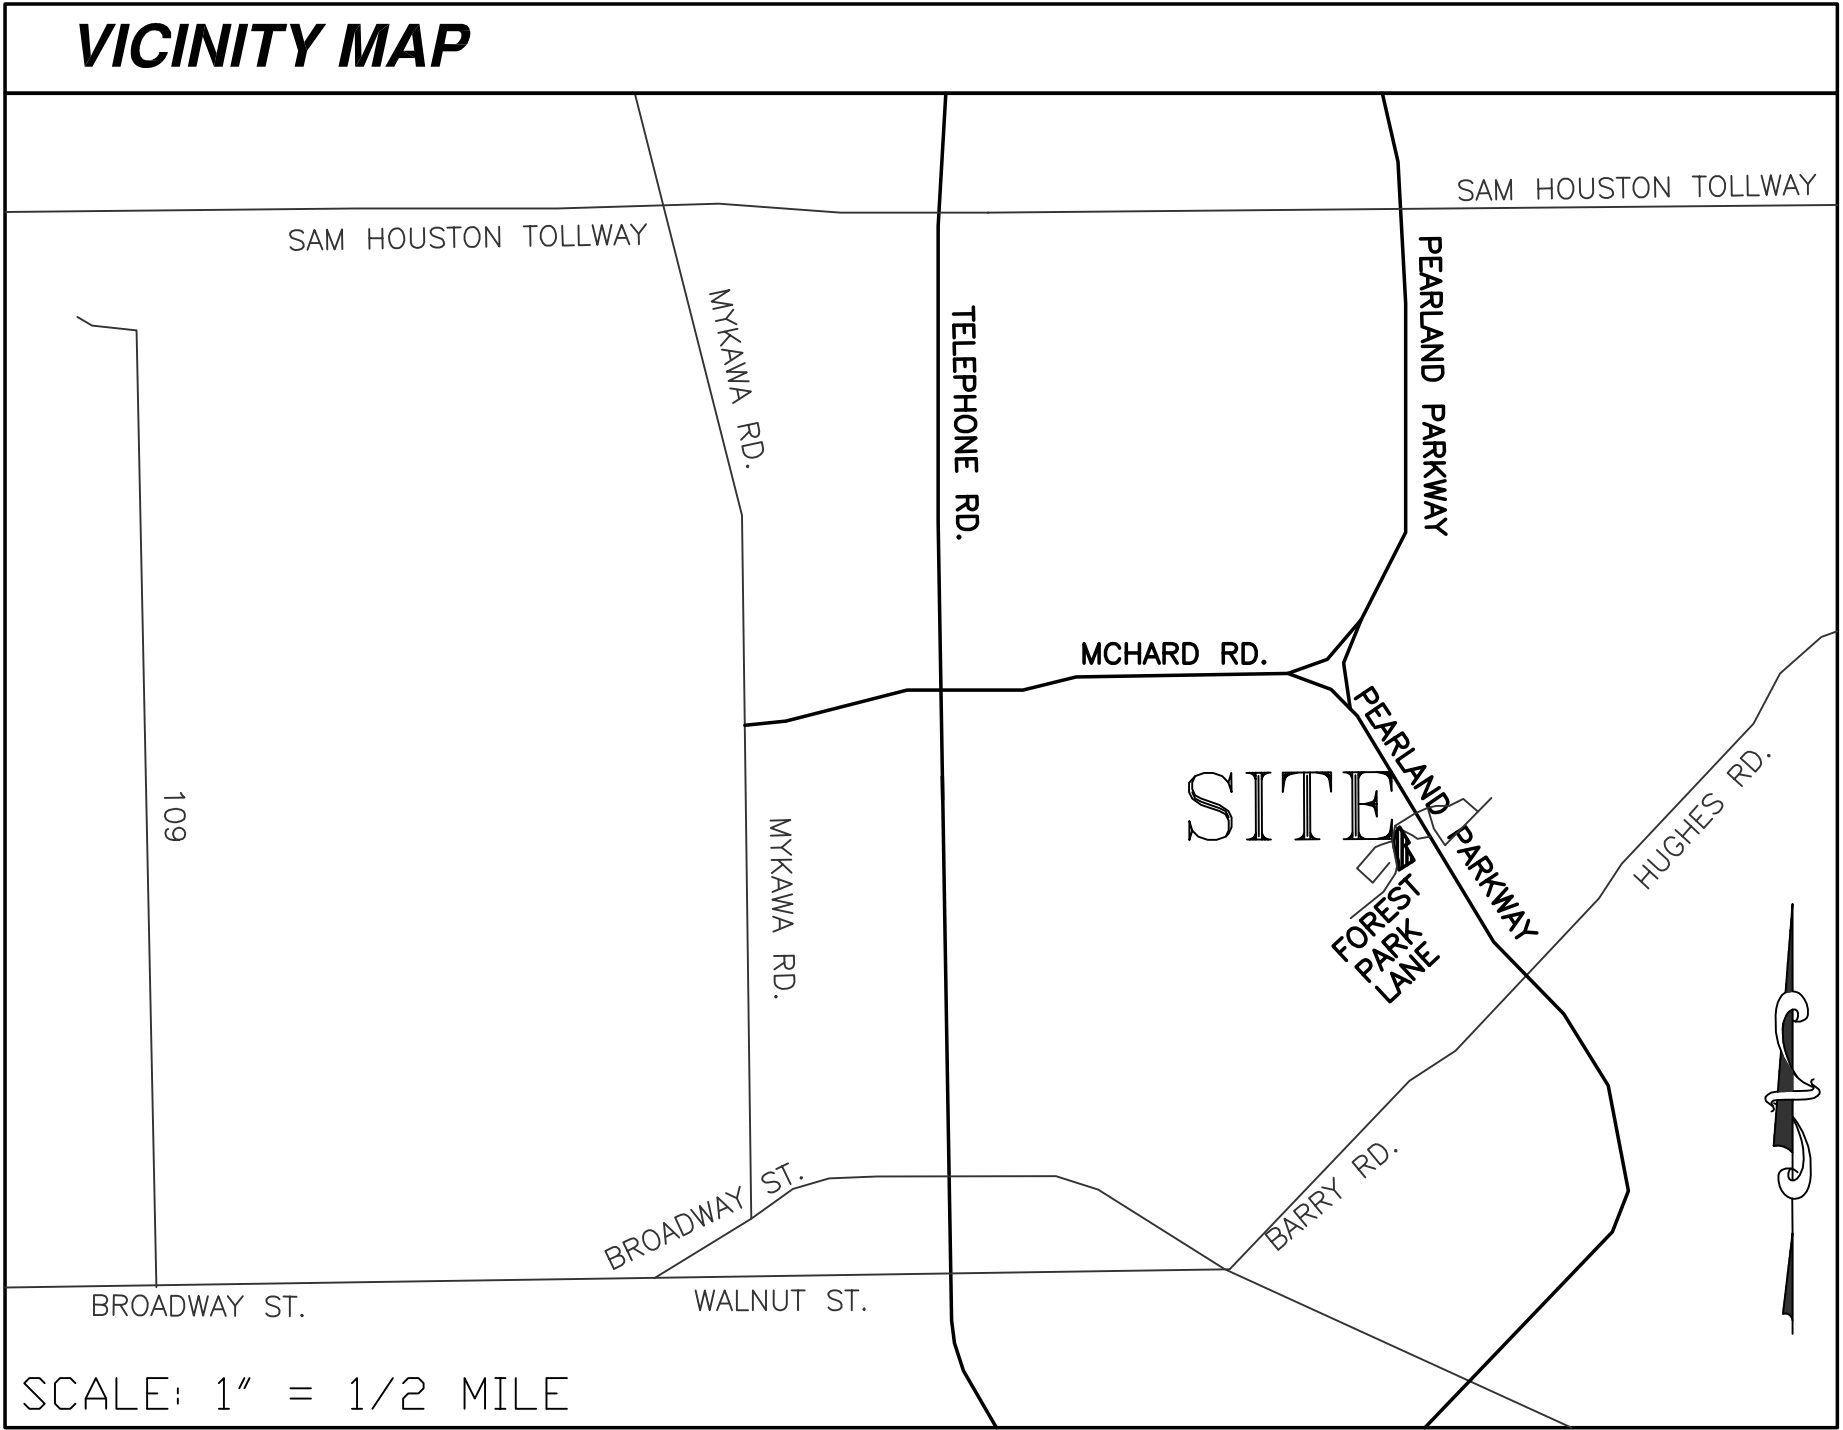 VICINITY MAP
SAM HOUSTON TOLLWAY
SAM HOUSTON TOLLWAY
PEARLAND PARKWAY
MYKAWA RD.
TELEPHONE RD.
MCHARD RD.
PEARLAND PARKWAY
HUGHES RD.
SITE
109
MYKAWA RD.
FOREST
PARK
LANE
BARRY RD.
BROADWAY ST.
BROADWAY ST.
WALNUT ST.
SCALE: 1" = 1/2 MILE